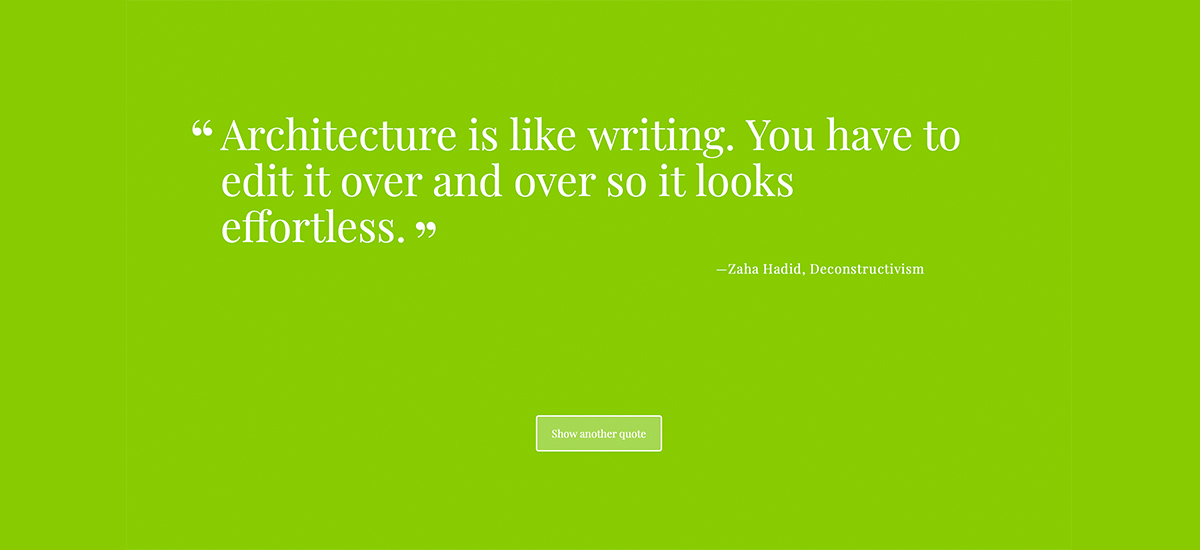 “ Architecture is like writing. You have to
edit it over and over so it looks
effortless. ”
—Zaha Hadid, Deconstructivism
Show another quote